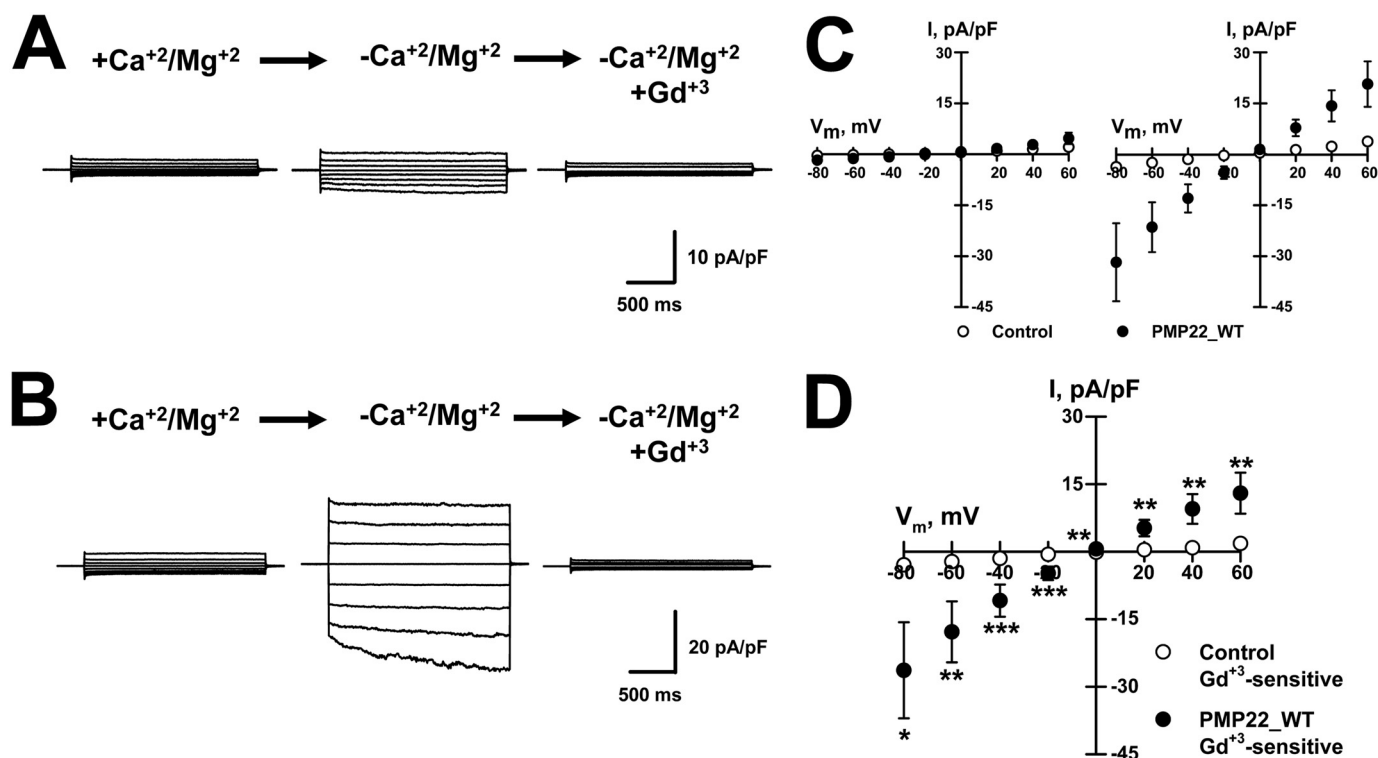 A
+Ca+2/Mg+2
-Ca+2/Mg+2
-Ca+2/Mg+2
+Gd+3
10 pA/pF
500 ms
B
+Ca+2/Mg+2
-Ca+2/Mg+2
-Ca+2/Mg+2
+Gd+3
20 pA/pF
500 ms
C
I, pA/pF
30
15
Vm, mV
-80 -60 -40 -20 20 40 60
-15
-30
-45
I, pA/pF
30
15
Vm, mV
-80 -60 -40 -20 20 40 60
-15
-30
-45
Control
PMP22_WT
D
I, pA/pF
30
15
Vm, mV
** ** ** **
-80 -60 -40 -20 20 40 60
* ** *** ***
-15
-30
-45
Control
Gd+3-sensitive
PMP22_WT
Gd+3-sensitive